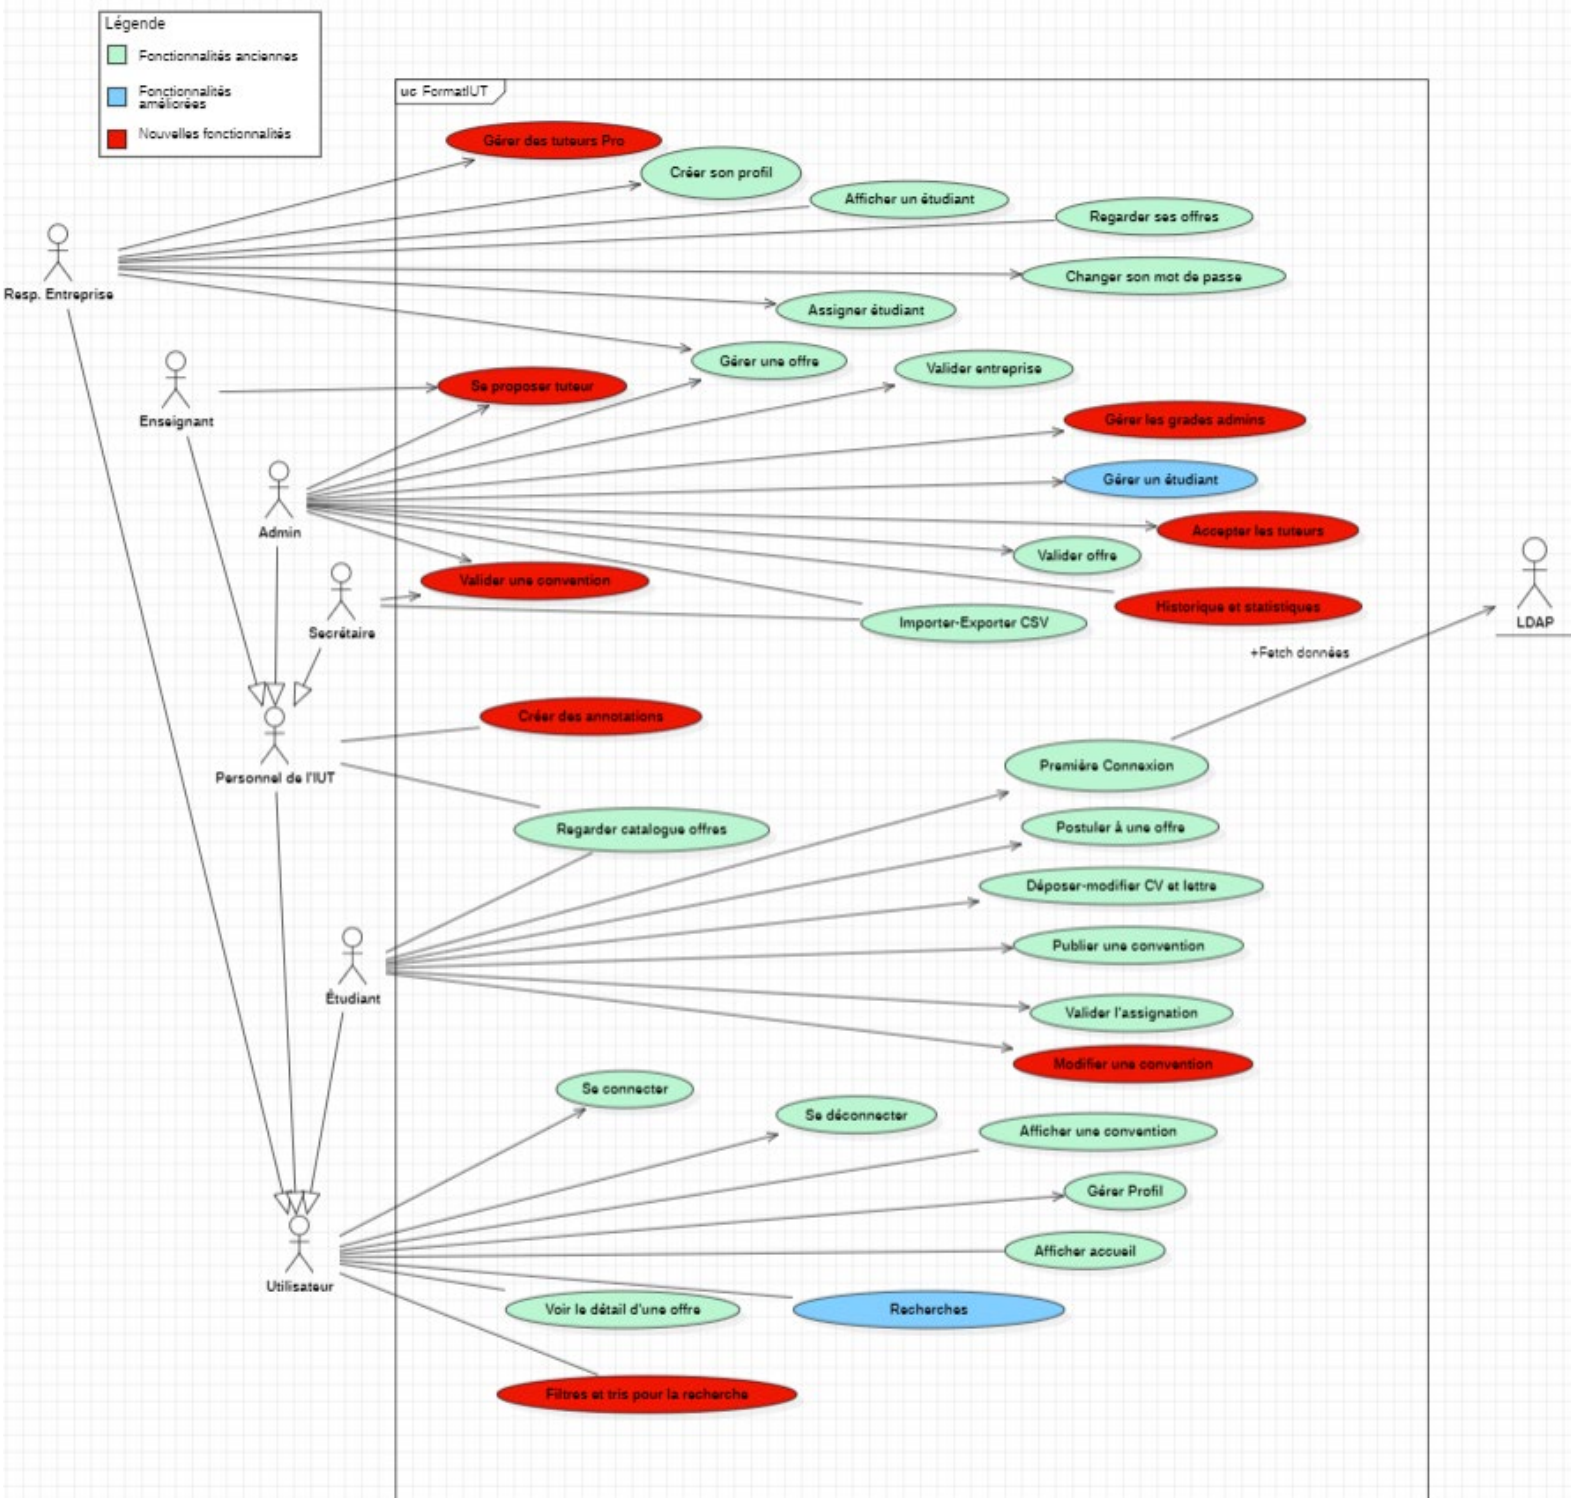 Légende
Fonctionnalités anciennes
Fonctionnalités
améliorées
Nouvelles fonctionnalités
uc FormatIUT
Gérer des tuteurs Pro
Créer son profil
Afficher un étudiant
Regarder ses offres
Resp. Entreprise
Changer son mot de passe
Assigner étudiant
Gérer une offre
Valider entreprise
Se proposer tuteur
Enseignant
Gérer les grades admins
Gérer un étudiant
Admin
Accepter les tuteurs
Valider offre
Valider une convention
Historique et statistiques
Importer-Exporter CSV
LDAP
Secrétaire
+Fetch données
Créer des annotations
Première Connexion
Personnel de l'IUT
Regarder catalogue offres
Postuler à une offre
Déposer-modifier CV et lettre
Publier une convention
Étudiant
Valider l'assignation
Modifier une convention
Se connecter
Se déconnecter
Afficher une convention
Gérer Profil
Afficher accueil
Utilisateur
Voir le détail d'une offre
Recherches
Filtres et tris pour la recherche